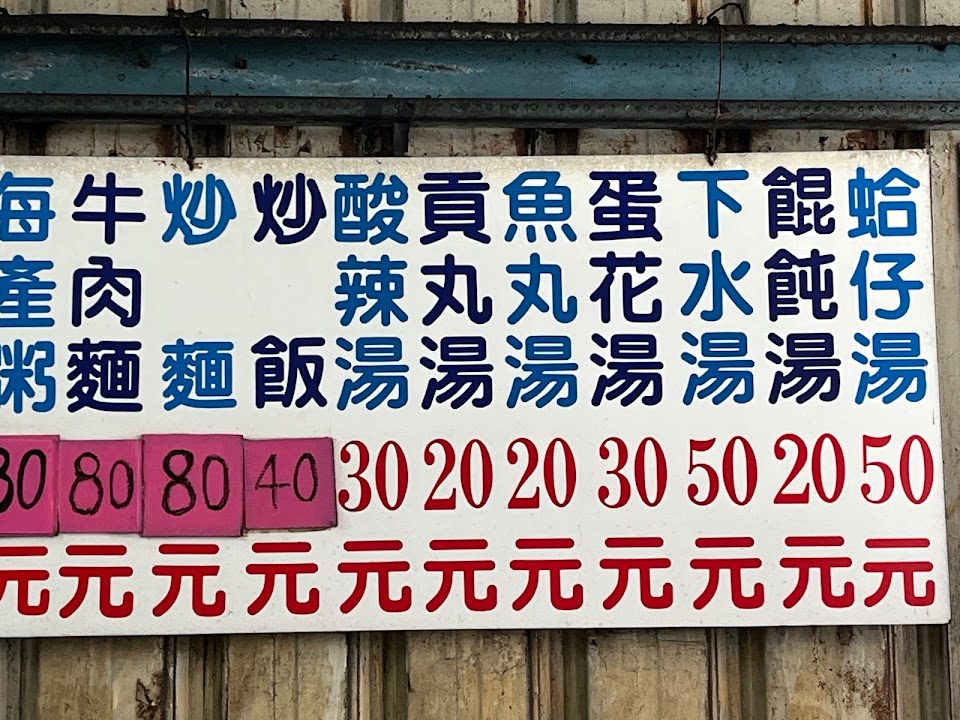 蛤仔湯50元
餛飩湯20元
下水湯50元
蛋花湯30元
魚丸湯20元
貢丸湯20元
酸辣湯30元
炒飯40元
炒麵80元
牛肉麵80元
海產粥元